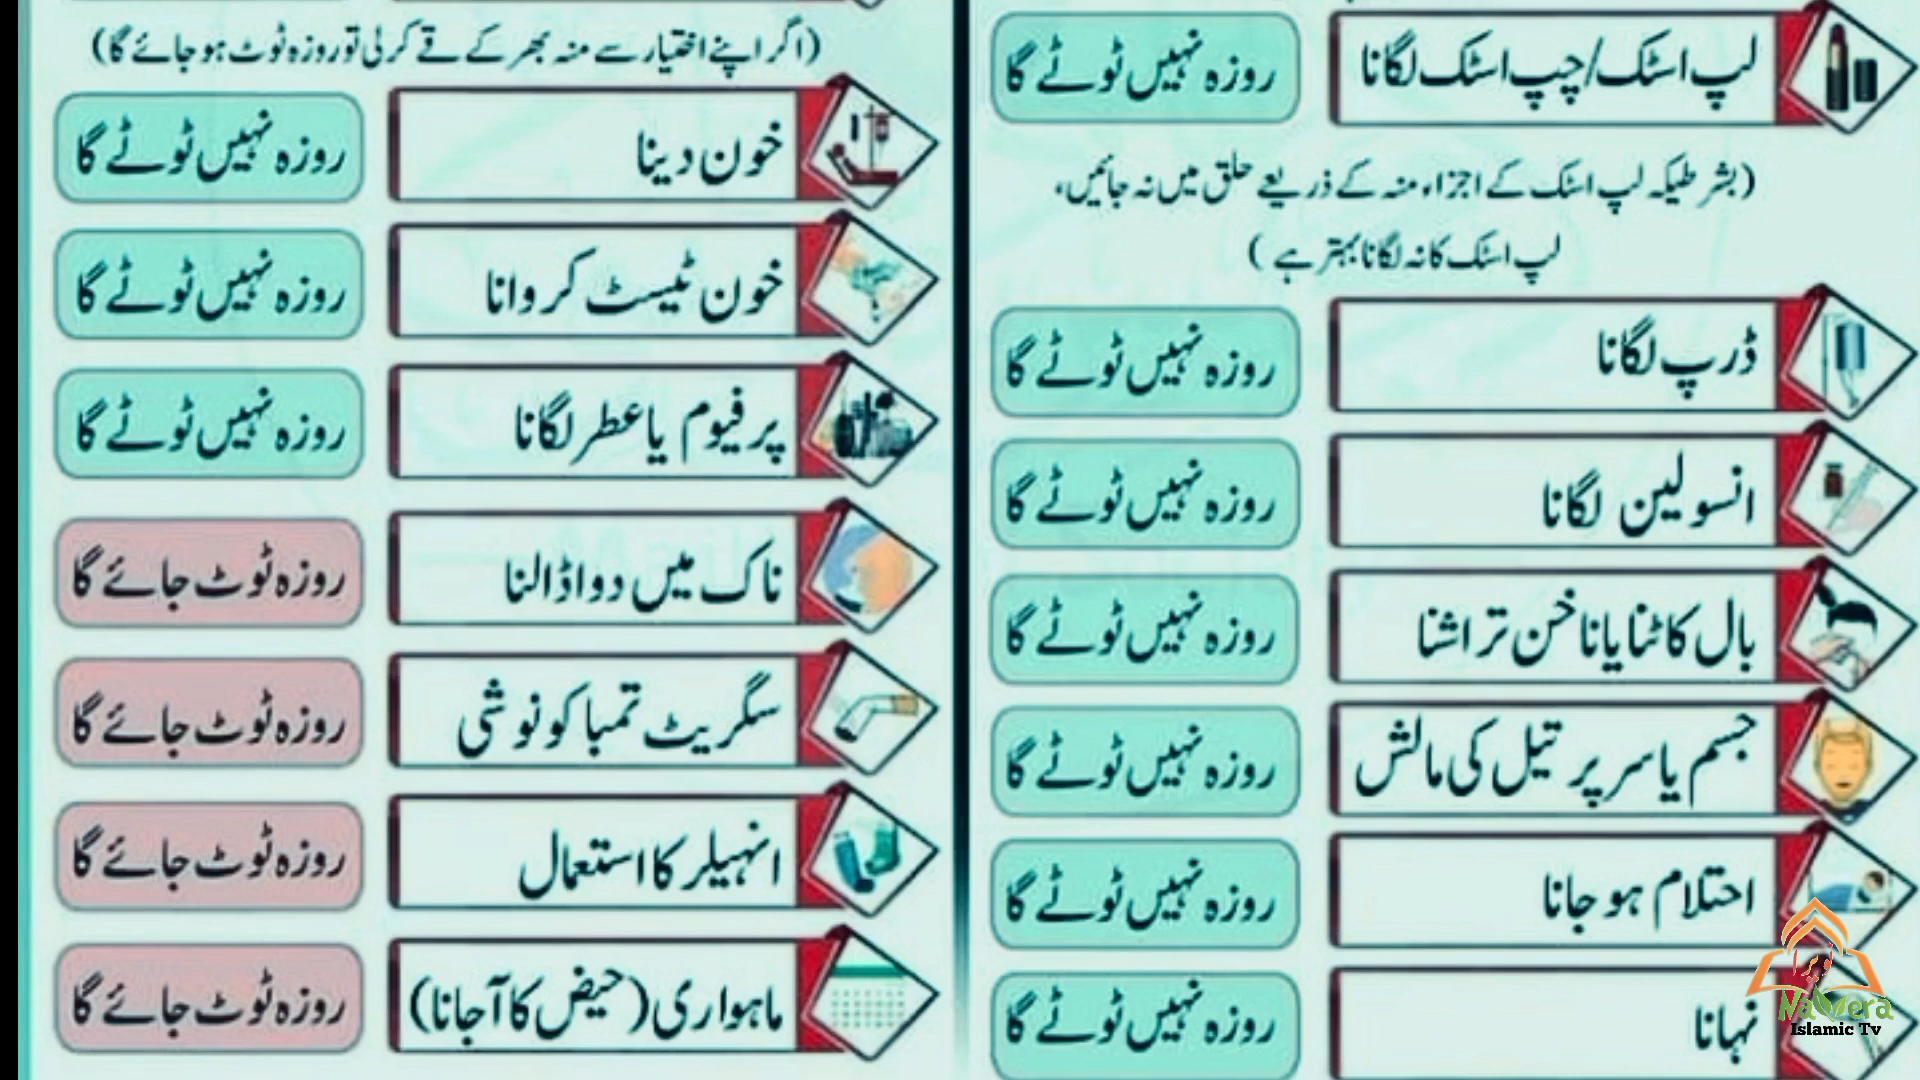 لپ اسٹک/چپ اسٹک لگانا روزہ نہیں ٹوٹے گا
(بشرطیکہ لپ اسٹک کے اجزاء منہ کے ذریعے حلق میں نہ جائیں،
لپ اسٹک کا نہ لگانا بہتر ہے)
ڈرپ لگانا روزہ نہیں ٹوٹے گا
انسولین لگانا روزہ نہیں ٹوٹے گا
بال کاٹنا یا ناخن تراشنا روزہ نہیں ٹوٹے گا
جسم یا سر پر تیل کی مالش روزہ نہیں ٹوٹے گا
احتلام ہو جانا روزہ نہیں ٹوٹے گا
نہانا روزہ نہیں ٹوٹے گا
(اگر اپنے اختیار سے منہ بھر کے قے کر لی تو روزہ ٹوٹ ہو جائے گا)
خون دینا روزہ نہیں ٹوٹے گا
خون ٹیسٹ کروانا روزہ نہیں ٹوٹے گا
پرفیوم یا عطر لگانا روزہ نہیں ٹوٹے گا
ناک میں دوا ڈالنا روزہ ٹوٹ جائے گا
سگریٹ تمباکو نوشی روزہ ٹوٹ جائے گا
انہیلر کا استعمال روزہ ٹوٹ جائے گا
ماہواری (حیض کا آجانا) روزہ ٹوٹ جائے گا
نویرا
Navera
Islamic Tv